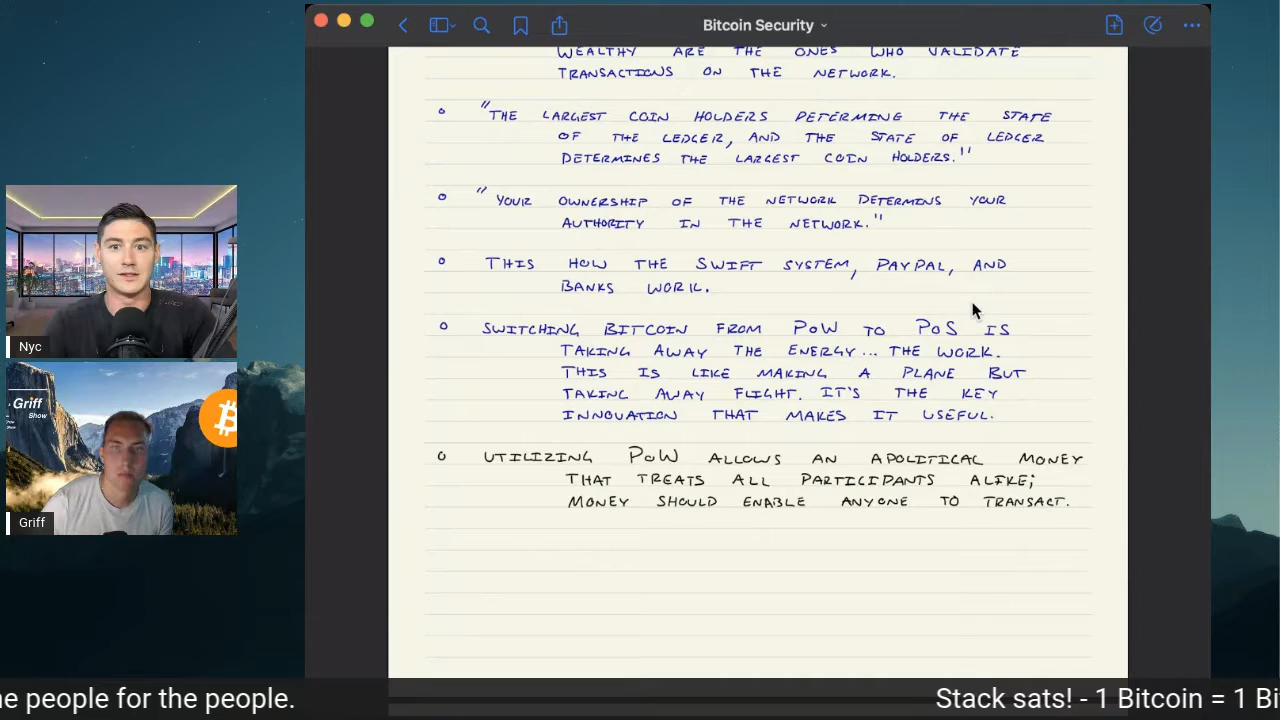 Bitcoin Security
WEALTHY ARE THE ONES WHO VALIDATE
TRANSACTIONS ON THE NETWORK.
"THE LARGEST COIN HOLDERS DETERMING THE STATE
OF THE LEDGER, AND THE STATE OF LEDGER
DETERMINES THE LARGEST COIN HOLDERS."
"YOUR OWNERSHIP OF THE NETWORK DETERMINS YOUR
AUTHORITY IN THE NETWORK."
THIS HOW THE SWIFT SYSTEM, PAYPAL, AND
BANKS WORK.
SWITCHING BITCOIN FROM PoW TO PoS IS
TAKING AWAY THE ENERGY... THE WORK.
THIS IS LIKE MAKING A PLANE BUT
TAKING AWAY FLIGHT. IT'S THE KEY
INNOVATION THAT MAKES IT USEFUL.
UTILIZING PoW ALLOWS AN APOLITICAL MONEY
THAT TREATS ALL PARTICIPANTS ALIKE;
MONEY SHOULD ENABLE ANYONE TO TRANSACT.
Nyc
Griff
Show
Griff
e people for the people.
Stack sats! - 1 Bitcoin = 1 Bi